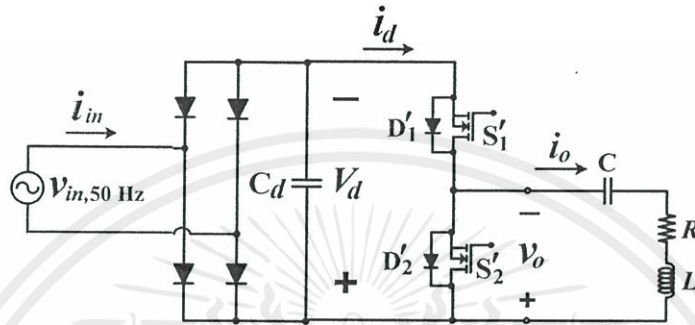 i_d
i_in
−
D'_1
S'_1
i_o
C
v_in,50 Hz
C_d
V_d
−
R
D'_2
S'_2
v_o
L
+
+